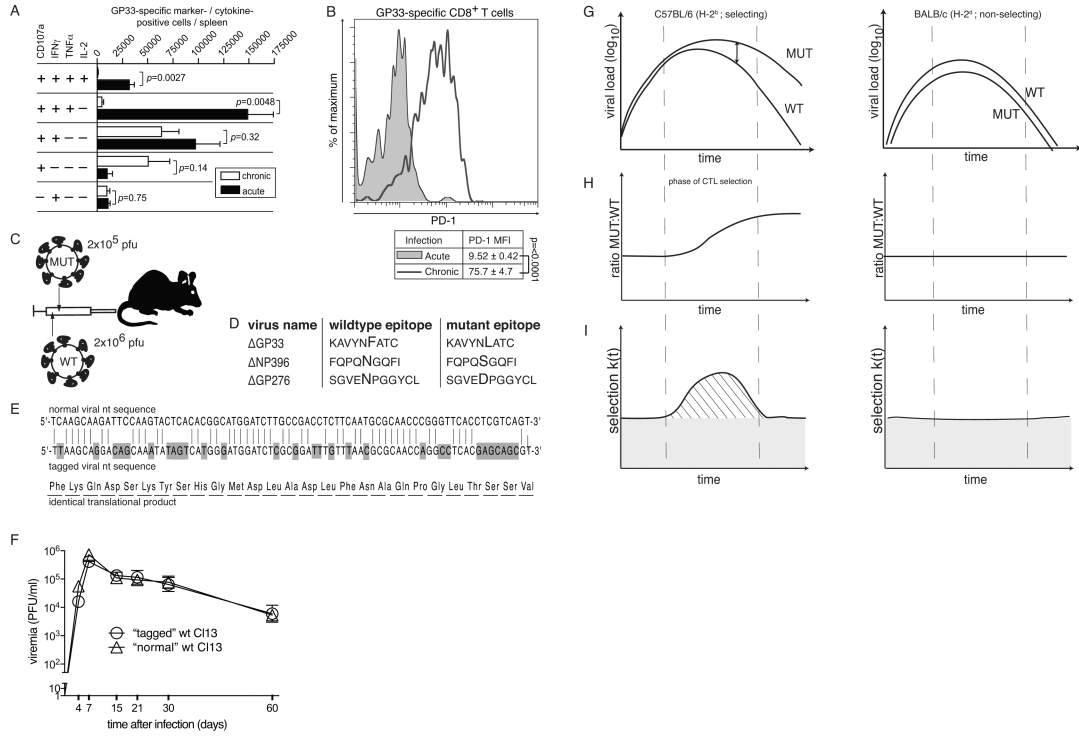 A
GP33-specific marker- / cytokine-
positive cells / spleen
CD107a
IFNγ
TNFα
IL-2
0
25000
50000
75000
100000
125000
150000
175000
+ + + + p=0.0027
+ + + − p=0.0048
+ + − − p=0.32
+ − − − p=0.14
− + − − p=0.75
chronic
acute
B
GP33-specific CD8+ T cells
% of maximum
PD-1
Infection PD-1 MFI
Acute 9.52 ± 0.42
Chronic 75.7 ± 4.7
p=<0.0001
C
MUT
2x10^5 pfu
WT
2x10^6 pfu
D
virus name wildtype epitope mutant epitope
ΔGP33 KAVYNFATC KAVYNLATC
ΔNP396 FQPQNGQFI FQPQSGQFI
ΔGP276 SGVENPGGYCL SGVEDPGGYCL
E
normal viral nt sequence
5'-TCAAGCAAGATTCCAAGTACTCACACGGCATGGATCTTGCCGACCTCTTCAATGCGCAACCCGGGTTCACCTCGTCAGT-3'
5'-TTAAGCAGGACAGCAAATATAGTCATGGGATGGATCTCGCGGATTTGTTTAACGCGCAACCAGGCCTCACGAGCAGCGT-3'
tagged viral nt sequence
Phe Lys Gln Asp Ser Lys Tyr Ser His Gly Met Asp Leu Ala Asp Leu Phe Asn Ala Gln Pro Gly Leu Thr Ser Ser Val
identical translational product
F
viremia (PFU/ml)
10^6
10^5
10^4
10^3
10^2
10
1
"tagged" wt Cl13
"normal" wt Cl13
4 7 15 21 30 60
time after infection (days)
G
C57BL/6 (H-2b ; selecting)
BALB/c (H-2d ; non-selecting)
viral load (log10)
MUT
WT
time
viral load (log10)
WT
MUT
time
H
phase of CTL selection
ratio MUT:WT
time
ratio MUT:WT
time
I
selection k(t)
time
selection k(t)
time